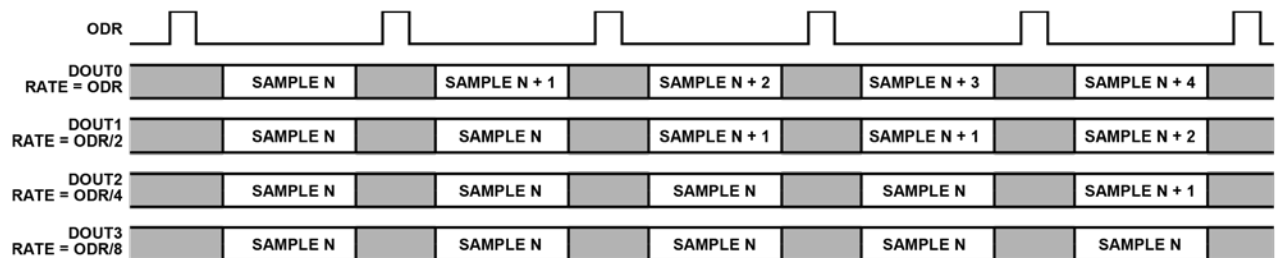 ODR
DOUT0
RATE = ODR
SAMPLE N SAMPLE N + 1 SAMPLE N + 2 SAMPLE N + 3 SAMPLE N + 4
DOUT1
RATE = ODR/2
SAMPLE N SAMPLE N SAMPLE N + 1 SAMPLE N + 1 SAMPLE N + 2
DOUT2
RATE = ODR/4
SAMPLE N SAMPLE N SAMPLE N SAMPLE N SAMPLE N + 1
DOUT3
RATE = ODR/8
SAMPLE N SAMPLE N SAMPLE N SAMPLE N SAMPLE N